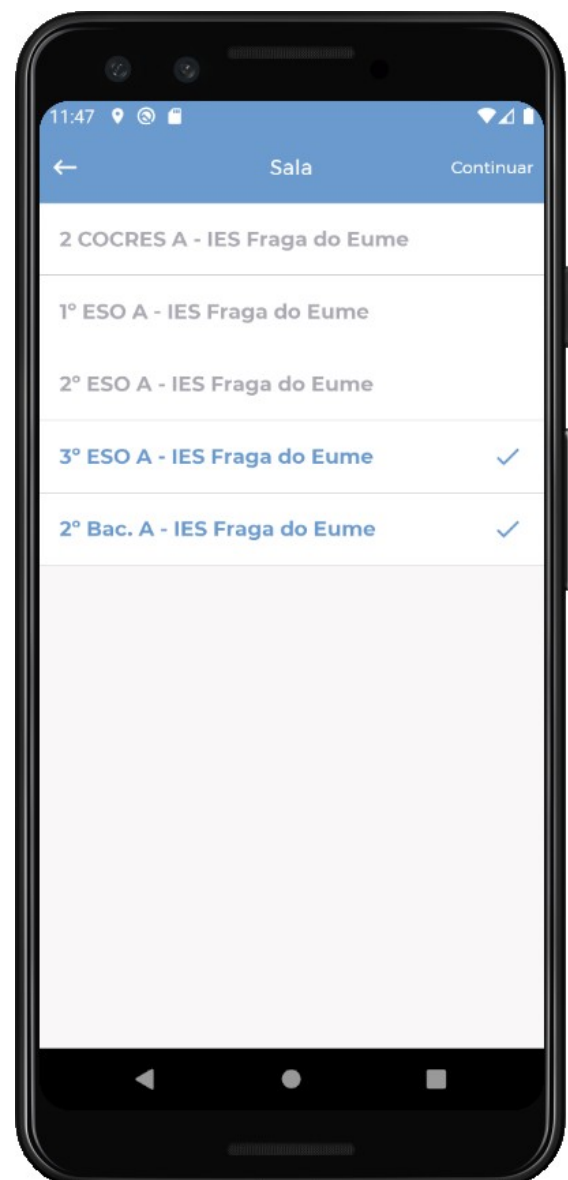 11:47
Sala
Continuar
2 COCRES A - IES Fraga do Eume
1º ESO A - IES Fraga do Eume
2º ESO A - IES Fraga do Eume
3º ESO A - IES Fraga do Eume
2º Bac. A - IES Fraga do Eume